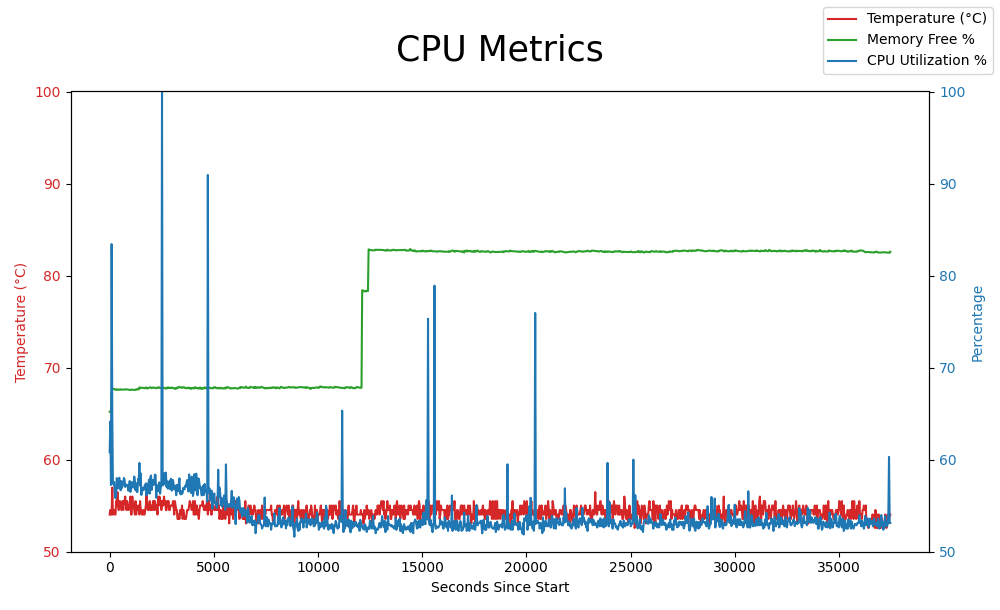 Temperature (°C)
Memory Free %
CPU Utilization %
CPU Metrics
100
90
80
70
60
50
Temperature (°C)
100
90
80
70
60
50
Percentage
0 5000 10000 15000 20000 25000 30000 35000
Seconds Since Start